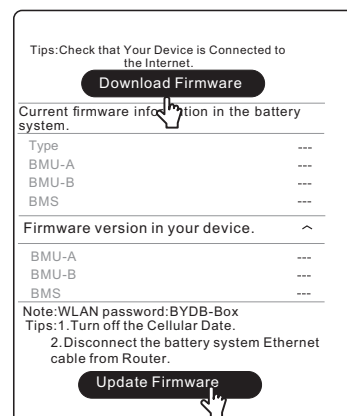 Tips:Check that Your Device is Connected to
the Internet.
Download Firmware
Current firmware information in the battery
system.
Type ---
BMU-A ---
BMU-B ---
BMS ---
Firmware version in your device.
BMU-A ---
BMU-B ---
BMS ---
Note:WLAN password:BYDB-Box
Tips:1.Turn off the Cellular Date.
2.Disconnect the battery system Ethernet
cable from Router.
Update Firmware